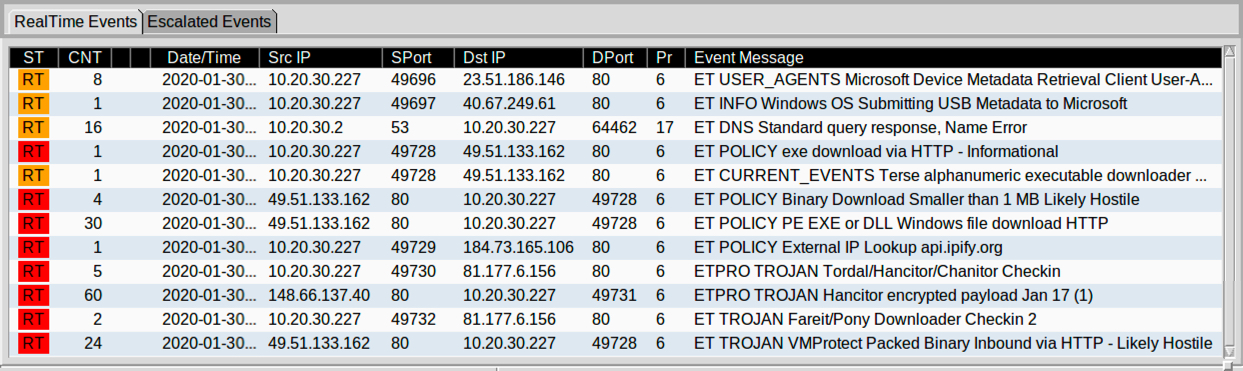 RealTime Events Escalated Events
ST CNT Date/Time Src IP SPort Dst IP DPort Pr Event Message
RT 8 2020-01-30... 10.20.30.227 49696 23.51.186.146 80 6 ET USER_AGENTS Microsoft Device Metadata Retrieval Client User-A...
RT 1 2020-01-30... 10.20.30.227 49697 40.67.249.61 80 6 ET INFO Windows OS Submitting USB Metadata to Microsoft
RT 16 2020-01-30... 10.20.30.2 53 10.20.30.227 64462 17 ET DNS Standard query response, Name Error
RT 1 2020-01-30... 10.20.30.227 49728 49.51.133.162 80 6 ET POLICY exe download via HTTP - Informational
RT 1 2020-01-30... 10.20.30.227 49728 49.51.133.162 80 6 ET CURRENT_EVENTS Terse alphanumeric executable downloader ...
RT 4 2020-01-30... 49.51.133.162 80 10.20.30.227 49728 6 ET POLICY Binary Download Smaller than 1 MB Likely Hostile
RT 30 2020-01-30... 49.51.133.162 80 10.20.30.227 49728 6 ET POLICY PE EXE or DLL Windows file download HTTP
RT 1 2020-01-30... 10.20.30.227 49729 184.73.165.106 80 6 ET POLICY External IP Lookup api.ipify.org
RT 5 2020-01-30... 10.20.30.227 49730 81.177.6.156 80 6 ETPRO TROJAN Tordal/Hancitor/Chanitor Checkin
RT 60 2020-01-30... 148.66.137.40 80 10.20.30.227 49731 6 ETPRO TROJAN Hancitor encrypted payload Jan 17 (1)
RT 2 2020-01-30... 10.20.30.227 49732 81.177.6.156 80 6 ET TROJAN Fareit/Pony Downloader Checkin 2
RT 24 2020-01-30... 49.51.133.162 80 10.20.30.227 49728 6 ET TROJAN VMProtect Packed Binary Inbound via HTTP - Likely Hostile